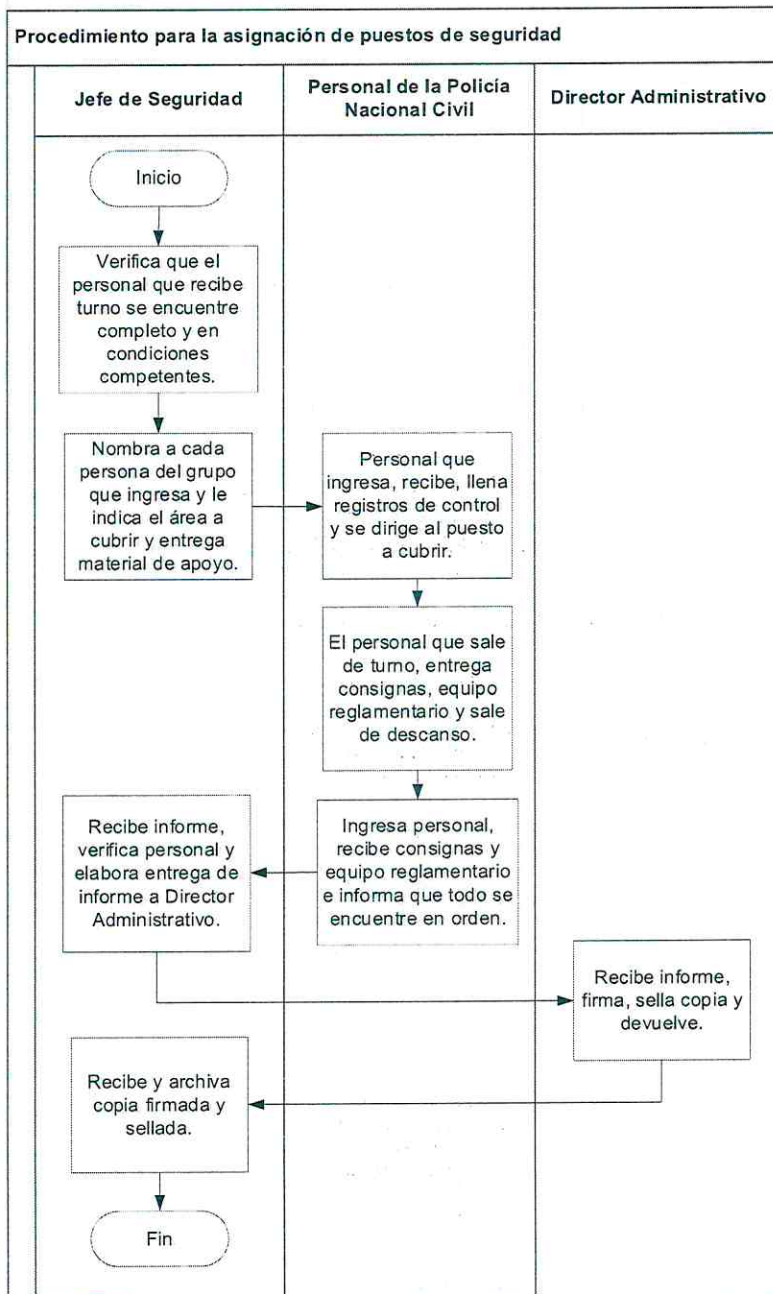 Procedimiento para la asignación de puestos de seguridad
Jefe de Seguridad
Personal de la Policía
Nacional Civil
Director Administrativo
Inicio
Verifica que el
personal que recibe
turno se encuentre
completo y en
condiciones
competentes.
Nombra a cada
persona del grupo
que ingresa y le
indica el área a
cubrir y entrega
material de apoyo.
Personal que
ingresa, recibe, llena
registros de control
y se dirige al puesto
a cubrir.
El personal que sale
de turno, entrega
consignas, equipo
reglamentario y sale
de descanso.
Ingresa personal,
recibe consignas y
equipo reglamentario
e informa que todo se
encuentre en orden.
Recibe informe,
verifica personal y
elabora entrega de
informe a Director
Administrativo.
Recibe informe,
firma, sella copia y
devuelve.
Recibe y archiva
copia firmada y
sellada.
Fin